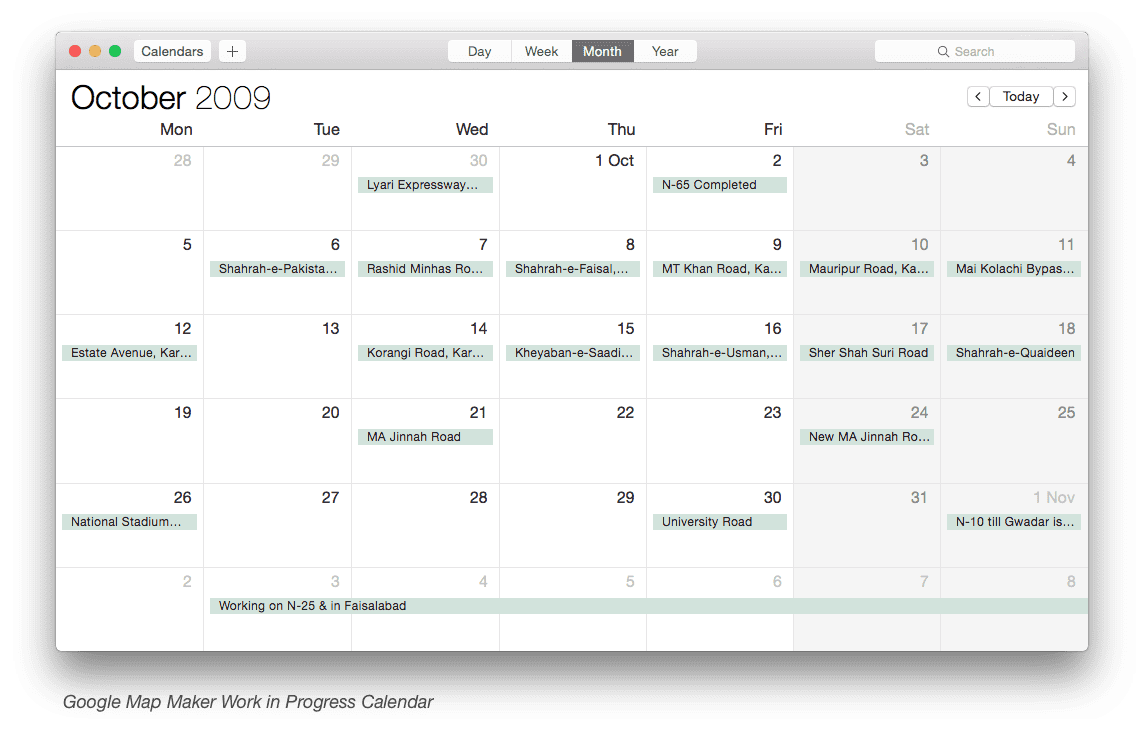 Calendars + Day Week Month Year Search
October 2009
Today
Mon Tue Wed Thu Fri Sat Sun
28 29 30 1 Oct 2 3 4
Lyari Expressway… N-65 Completed
5 6 7 8 9 10 11
Shahrah-e-Pakista… Rashid Minhas Ro… Shahrah-e-Faisal,… MT Khan Road, Ka… Mauripur Road, Ka… Mai Kolachi Bypas…
12 13 14 15 16 17 18
Estate Avenue, Kar… Korangi Road, Kar… Kheyaban-e-Saadi… Shahrah-e-Usman,… Sher Shah Suri Road Shahrah-e-Quaideen
19 20 21 22 23 24 25
MA Jinnah Road New MA Jinnah Ro…
26 27 28 29 30 31 1 Nov
National Stadium… University Road N-10 till Gwadar is…
2 3 4 5 6 7 8
Working on N-25 & in Faisalabad
Google Map Maker Work in Progress Calendar